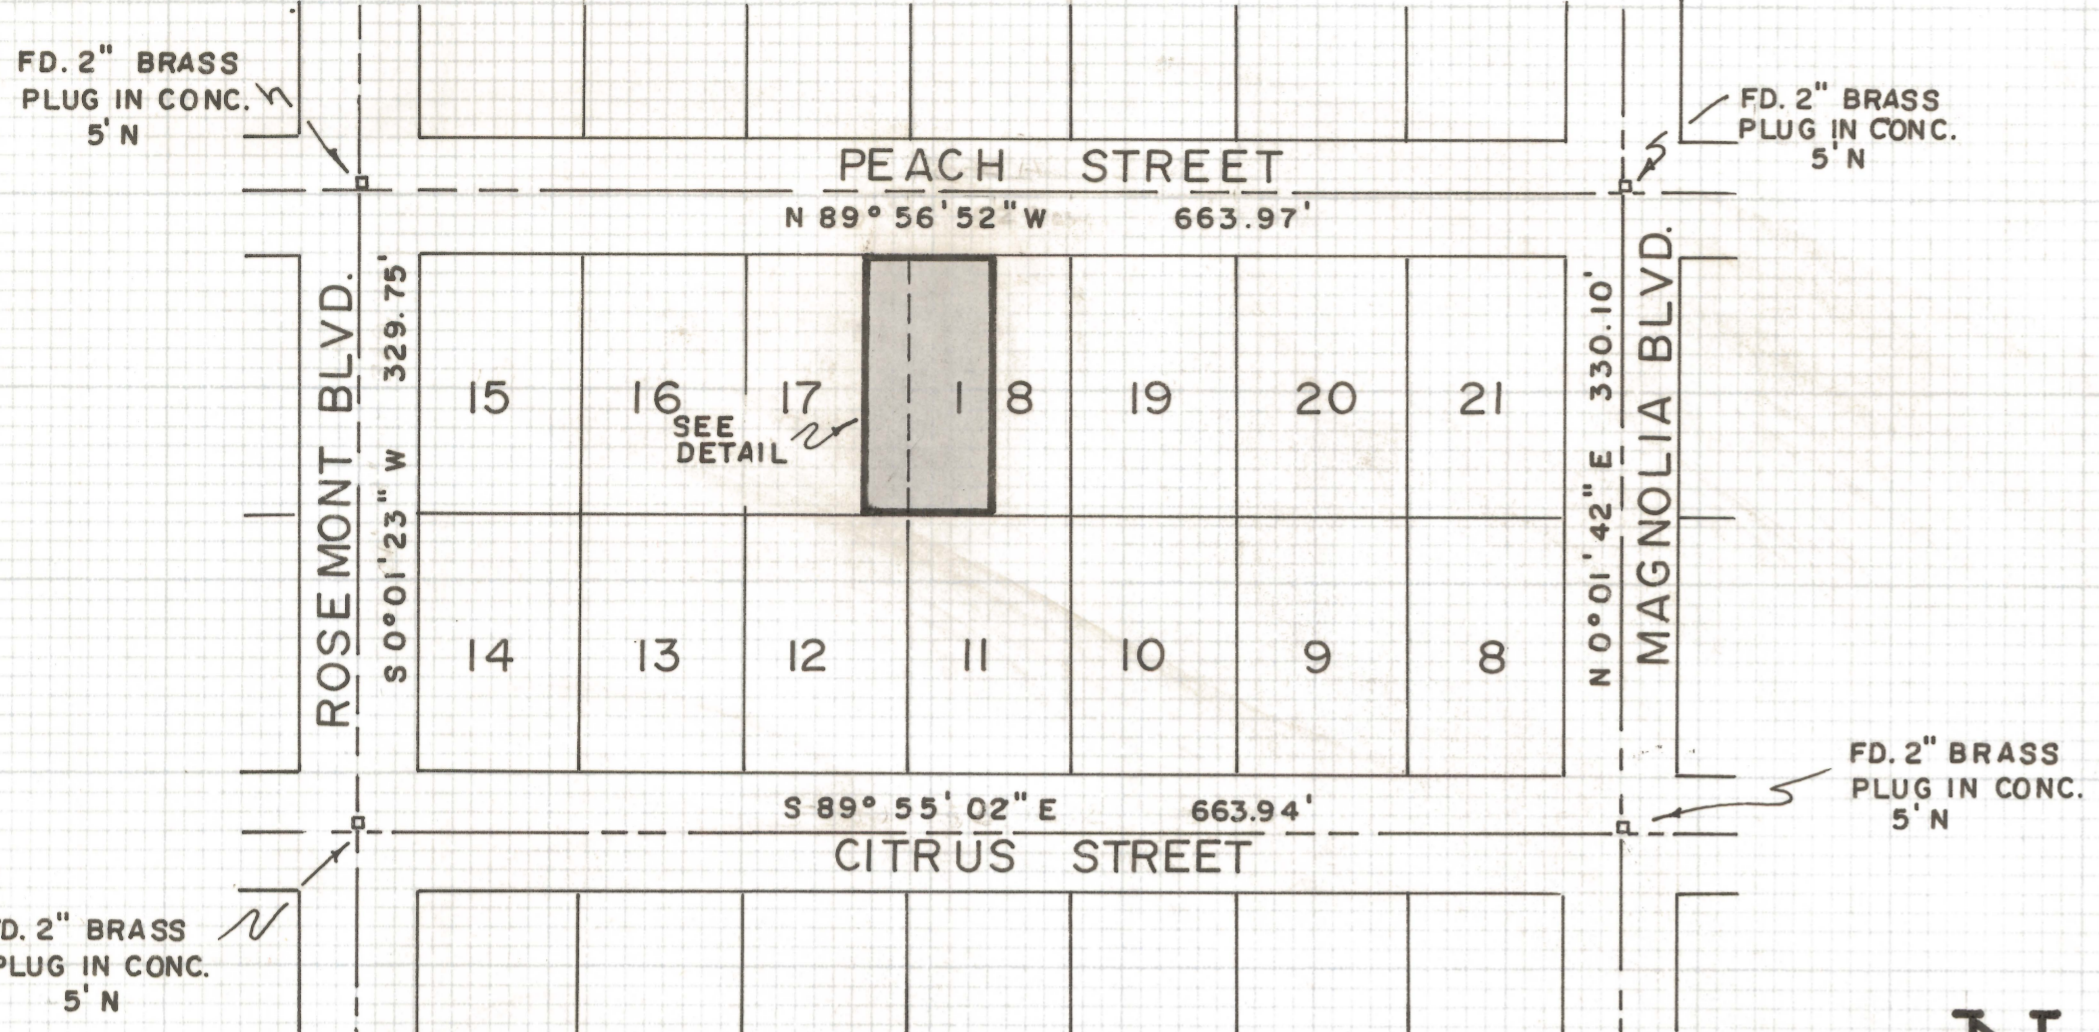 FD. 2" BRASS
PLUG IN CONC.
5' N
FD. 2" BRASS
PLUG IN CONC.
5' N
PEACH STREET
N 89° 56' 52" W 663.97'
ROSEMONT BLVD.
S 0° 01' 23" W 329.75'
15 16 17 18 19 20 21
SEE
DETAIL
N 0° 01' 42" E 330.10'
MAGNOLIA BLVD.
14 13 12 11 10 9 8
S 89° 55' 02" E 663.94'
CITRUS STREET
FD. 2" BRASS
PLUG IN CONC.
5' N
D. 2" BRASS
PLUG IN CONC.
5' N